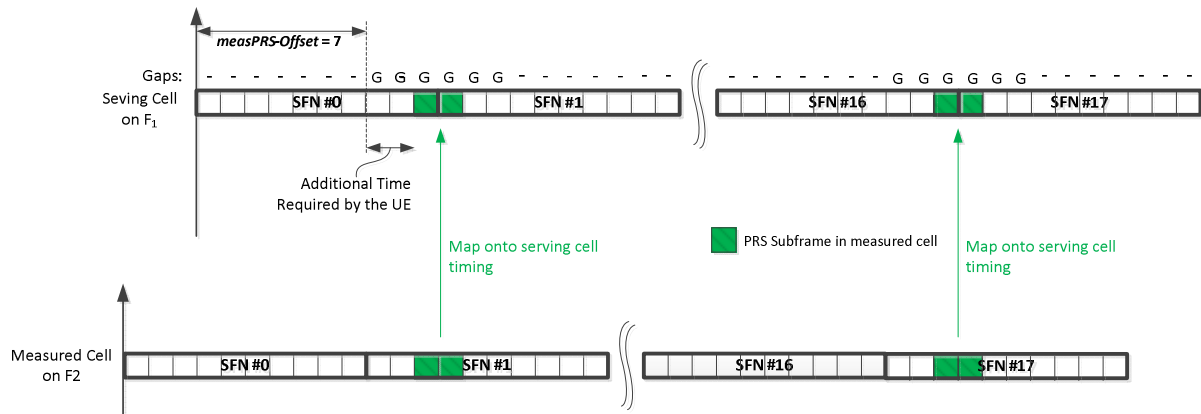 measPRS-Offset = 7
Gaps: - - - - - - - G G G G G G - - - - - - - - - - - - - - G G G G G G - - - - - - -
Seving Cell
on F1
SFN #0
SFN #1
SFN #16
SFN #17
Additional Time
Required by the UE
PRS Subframe in measured cell
Map onto serving cell
timing
Map onto serving cell
timing
Measured Cell
on F2
SFN #0
SFN #1
SFN #16
SFN #17